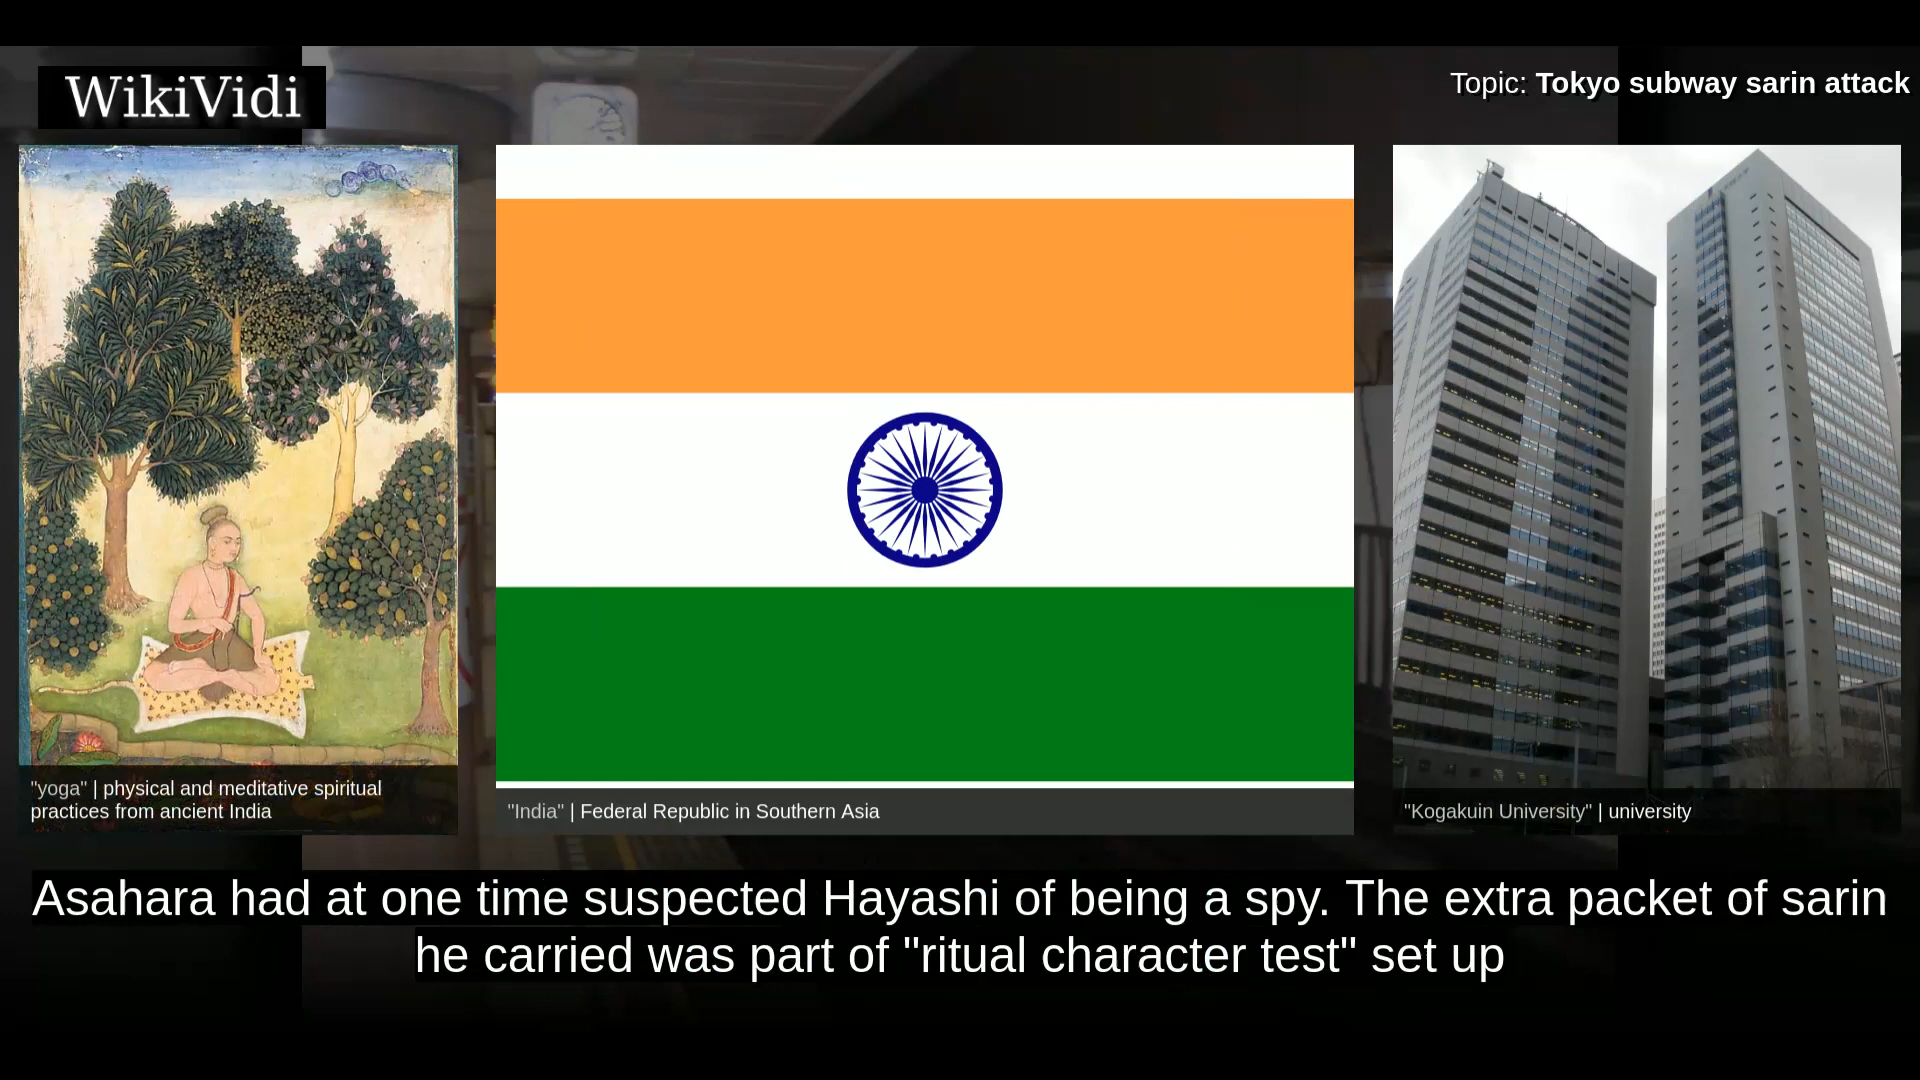 WikiVidi
Topic: Tokyo subway sarin attack
"yoga" | physical and meditative spiritual
practices from ancient India
"India" | Federal Republic in Southern Asia
"Kogakuin University" | university
Asahara had at one time suspected Hayashi of being a spy. The extra packet of sarin
he carried was part of "ritual character test" set up